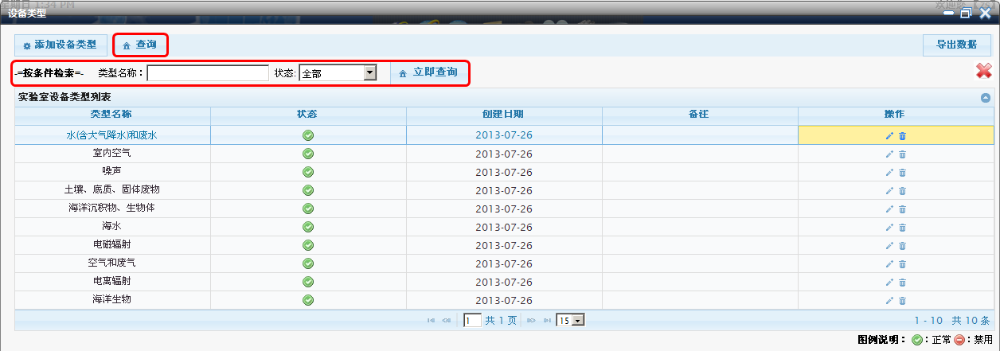 星期日 1:34 PM
设备类型
添加设备类型 查询 导出数据
-=按条件检索=- 类型名称： 状态: 全部 立即查询
实验室设备类型列表
类型名称 状态 创建日期 备注 操作
水(含大气降水)和废水 2013-07-26
室内空气 2013-07-26
噪声 2013-07-26
土壤、底质、固体废物 2013-07-26
海洋沉积物、生物体 2013-07-26
海水 2013-07-26
电磁辐射 2013-07-26
空气和废气 2013-07-26
电离辐射 2013-07-26
海洋生物 2013-07-26
1 共 1 页 15 1 - 10 共 10 条
图例说明：：正常：禁用